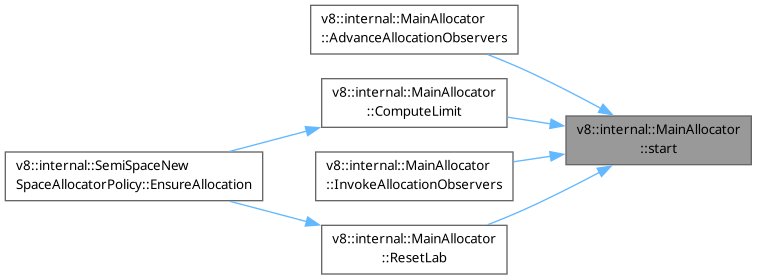 v8::internal::MainAllocator
::AdvanceAllocationObservers
v8::internal::MainAllocator
::ComputeLimit
v8::internal::MainAllocator
::start
v8::internal::SemiSpaceNew
SpaceAllocatorPolicy::EnsureAllocation
v8::internal::MainAllocator
::InvokeAllocationObservers
v8::internal::MainAllocator
::ResetLab